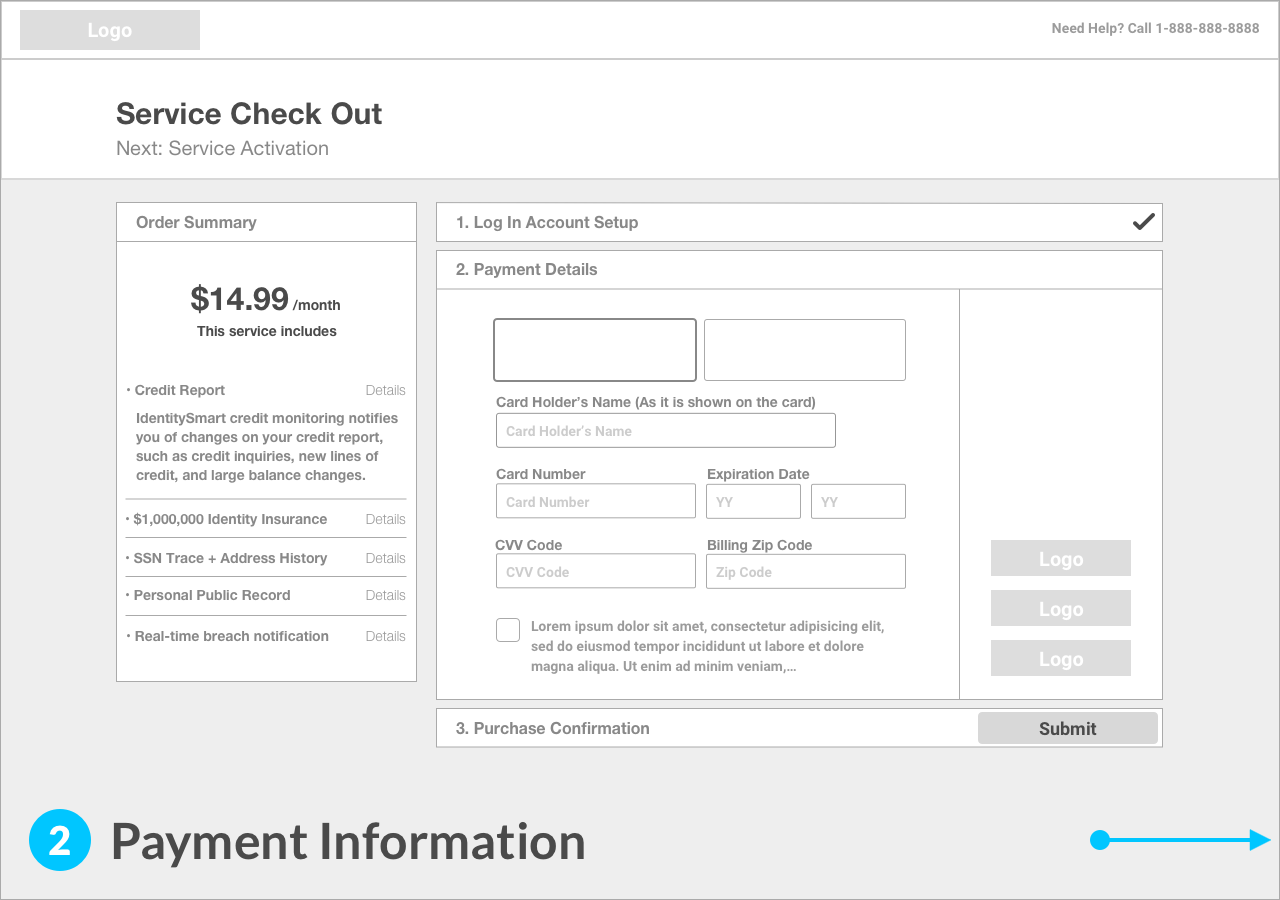 Logo
Need Help? Call 1-888-888-8888
Service Check Out
Next: Service Activation
Order Summary
$14.99 /month
This service includes
• Credit Report Details
IdentitySmart credit monitoring notifies
you of changes on your credit report,
such as credit inquiries, new lines of
credit, and large balance changes.
• $1,000,000 Identity Insurance Details
• SSN Trace + Address History Details
• Personal Public Record Details
• Real-time breach notification Details
1. Log In Account Setup
2. Payment Details
Card Holder's Name (As it is shown on the card)
Card Holder's Name
Card Number Expiration Date
Card Number YY YY
CVV Code Billing Zip Code
CVV Code Zip Code
Lorem ipsum dolor sit amet, consectetur adipisicing elit,
sed do eiusmod tempor incididunt ut labore et dolore
magna aliqua. Ut enim ad minim veniam,...
Logo
Logo
Logo
3. Purchase Confirmation Submit
2 Payment Information